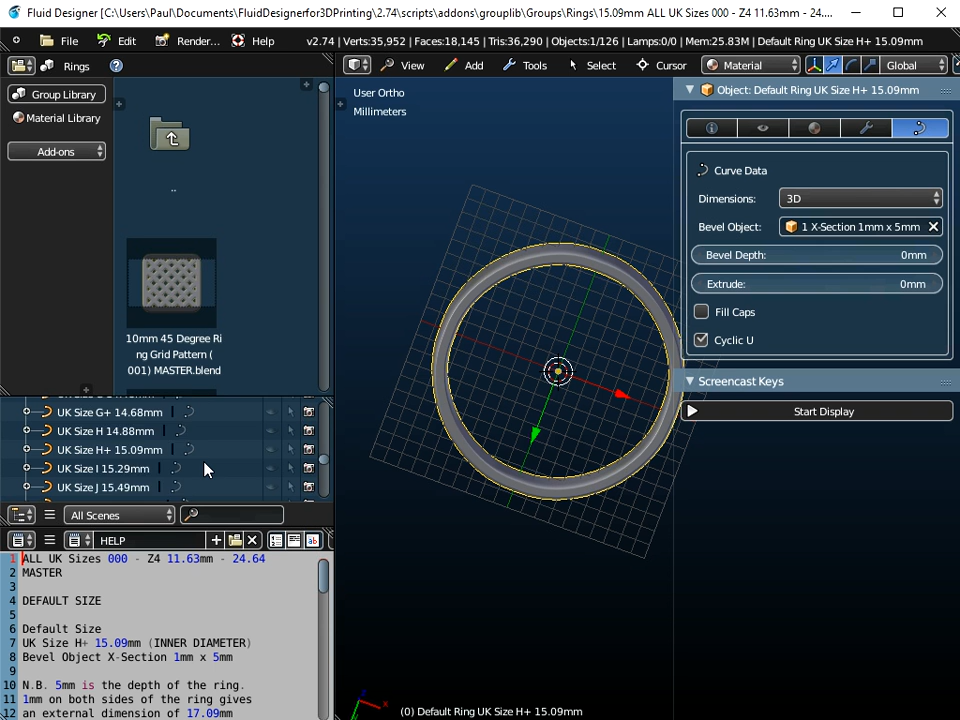 Fluid Designer [C:\Users\Paul\Documents\FluidDesignerfor3DPrinting\2.74\scripts\addons\grouplib\Groups\Rings\15.09mm ALL UK Sizes 000 - Z4 11.63mm - 24....
File Edit Render... Help v2.74 | Verts:35,952 | Faces:18,145 | Tris:36,290 | Objects:1/126 | Lamps:0/0 | Mem:25.83M | Default Ring UK Size H+ 15.09mm
Rings
View Add Tools Select Cursor Material Global
Group Library
Material Library
Add-ons
..
10mm 45 Degree Ri
ng Grid Pattern (
001) MASTER.blend
User Ortho
Millimeters
Object: Default Ring UK Size H+ 15.09mm
Curve Data
Dimensions: 3D
Bevel Object: 1 X-Section 1mm x 5mm
Bevel Depth: 0mm
Extrude: 0mm
Fill Caps
Cyclic U
Screencast Keys
Start Display
UK Size G+ 14.68mm
UK Size H 14.88mm
UK Size H+ 15.09mm
UK Size I 15.29mm
UK Size J 15.49mm
All Scenes
HELP
1 ALL UK Sizes 000 - Z4 11.63mm - 24.64
2 MASTER
3
4 DEFAULT SIZE
5
6 Default Size
7 UK Size H+ 15.09mm (INNER DIAMETER)
8 Bevel Object X-Section 1mm x 5mm
9
10 N.B. 5mm is the depth of the ring.
11 1mm on both sides of the ring gives
12 an external dimension of 17.09mm
(0) Default Ring UK Size H+ 15.09mm